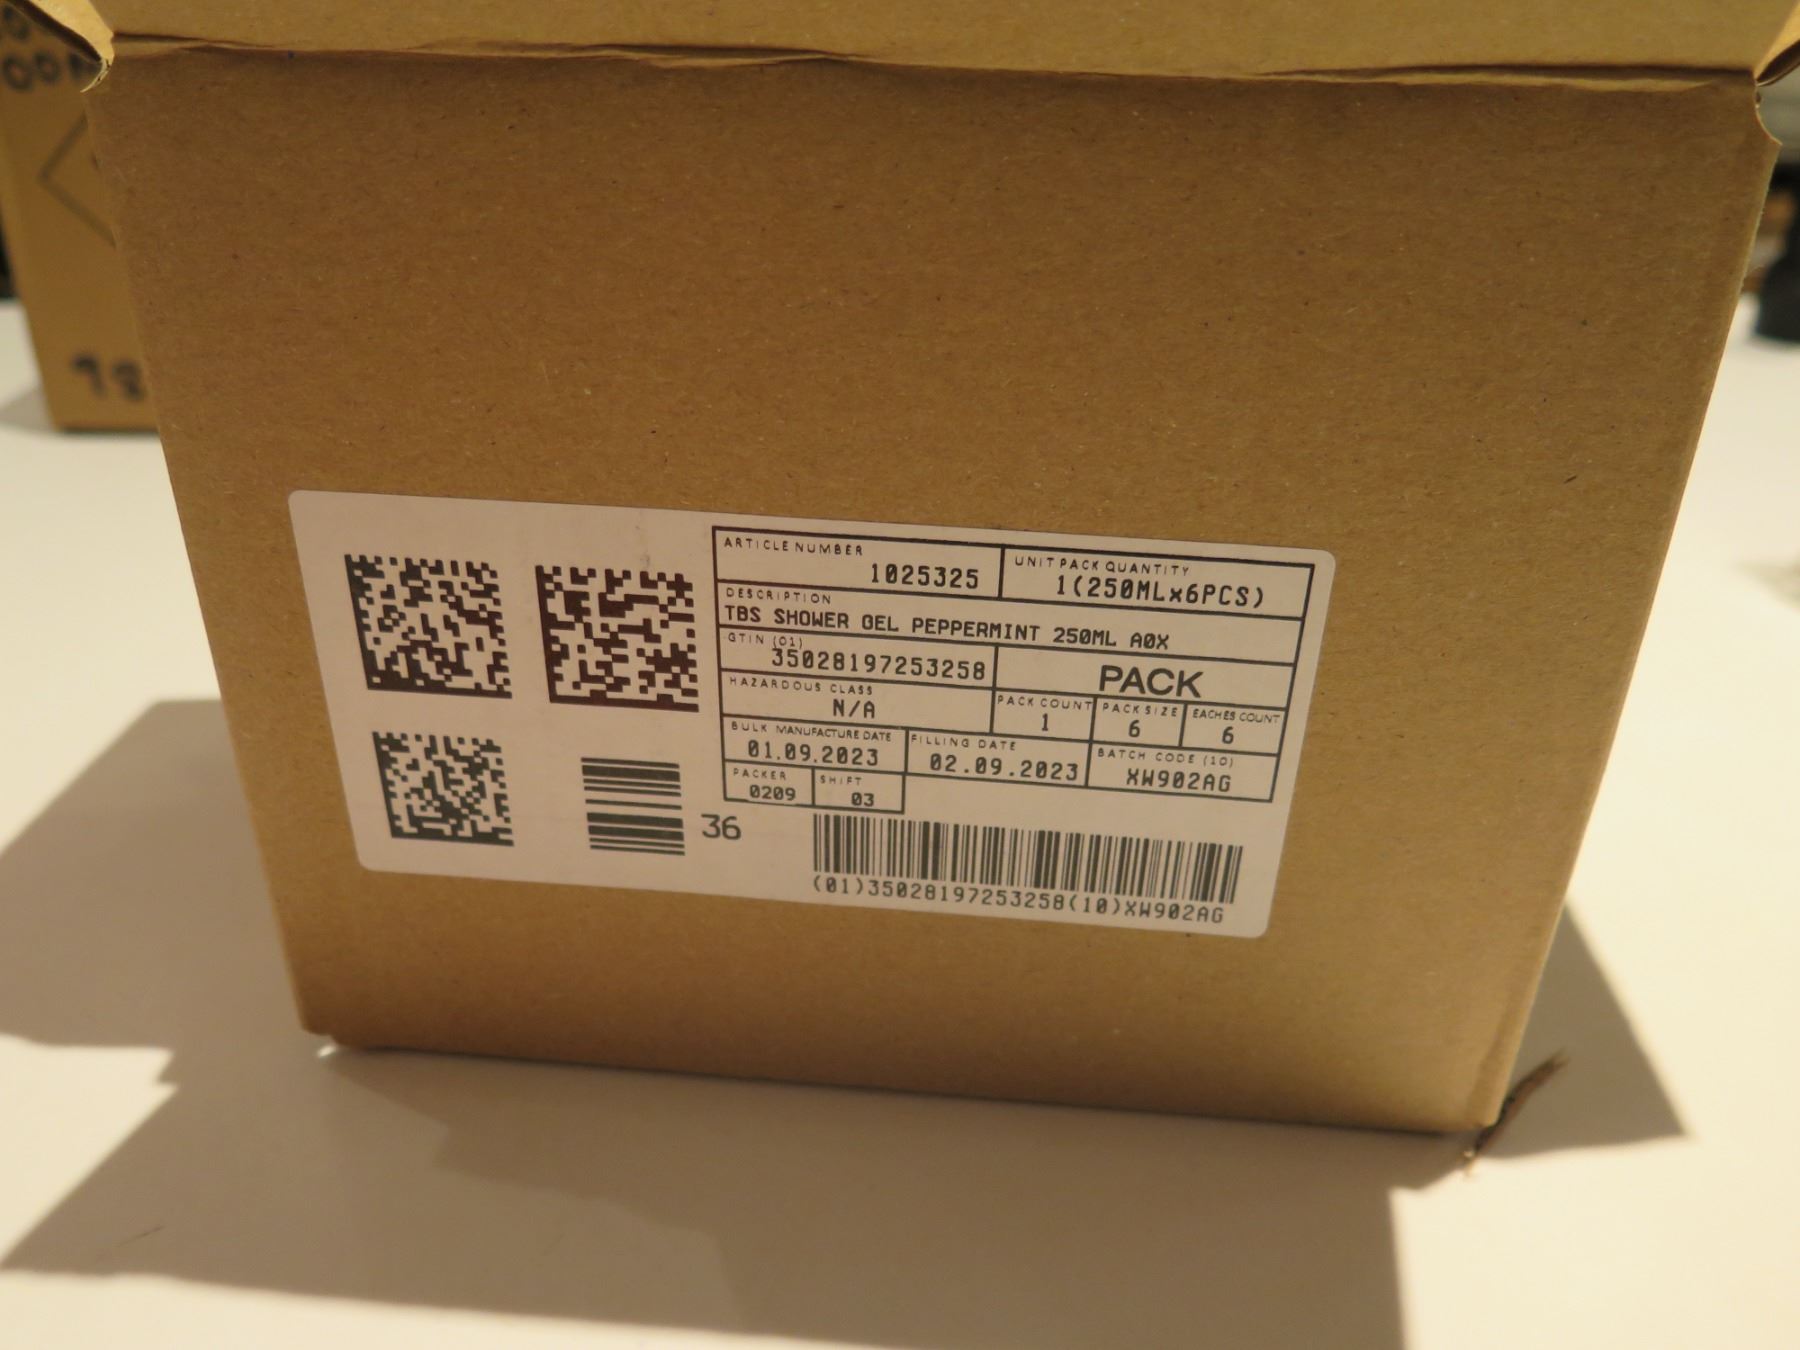 18
ARTICLE NUMBER
1025325
UNIT PACK QUANTITY
1(250MLx6PCS)
DESCRIPTION
TBS SHOWER GEL PEPPERMINT 250ML A0X
GTIN (01)
35028197253258
PACK
HAZARDOUS CLASS
N/A
PACK COUNT
1
PACK SIZE
6
EACHES COUNT
6
BULK MANUFACTURE DATE
01.09.2023
FILLING DATE
02.09.2023
BATCH CODE (10)
XW902AG
PACKER
0209
SHIFT
03
36
(01)35028197253258(10)XW902AG